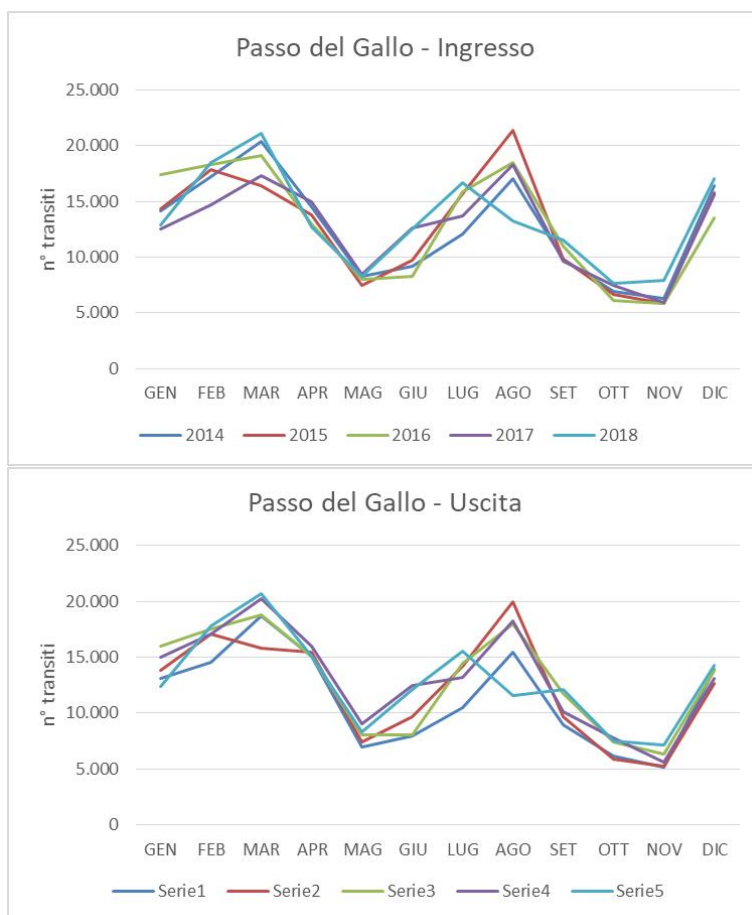 Passo del Gallo - Ingresso
n° transiti
25.000
20.000
15.000
10.000
5.000
0
GEN FEB MAR APR MAG GIU LUG AGO SET OTT NOV DIC
2014 2015 2016 2017 2018
Passo del Gallo - Uscita
n° transiti
25.000
20.000
15.000
10.000
5.000
0
GEN FEB MAR APR MAG GIU LUG AGO SET OTT NOV DIC
Serie1 Serie2 Serie3 Serie4 Serie5